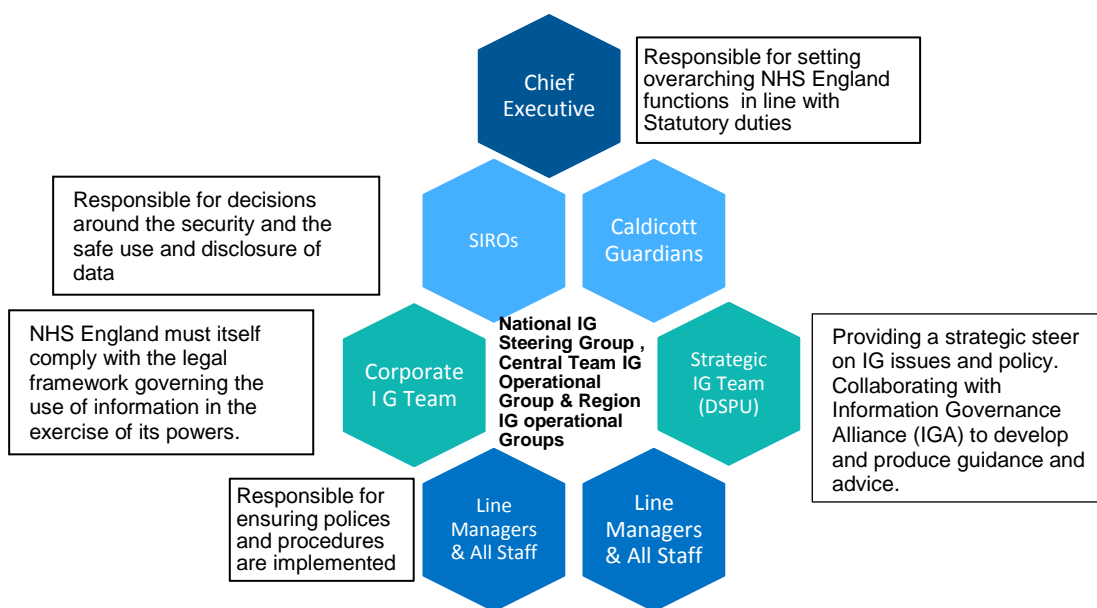 Chief
Executive
Responsible for setting
overarching NHS England
functions in line with
Statutory duties
Responsible for decisions
around the security and the
safe use and disclosure of
data
SIROs
Caldicott
Guardians
NHS England must itself
comply with the legal
framework governing the
use of information in the
exercise of its powers.
Corporate
I G Team
National IG
Steering Group ,
Central Team IG
Operational
Group & Region
IG operational
Groups
Strategic
IG Team
(DSPU)
Providing a strategic steer
on IG issues and policy.
Collaborating with
Information Governance
Alliance (IGA) to develop
and produce guidance and
advice.
Responsible for
ensuring polices
and procedures
are implemented
Line
Managers
& All Staff
Line
Managers
& All Staff